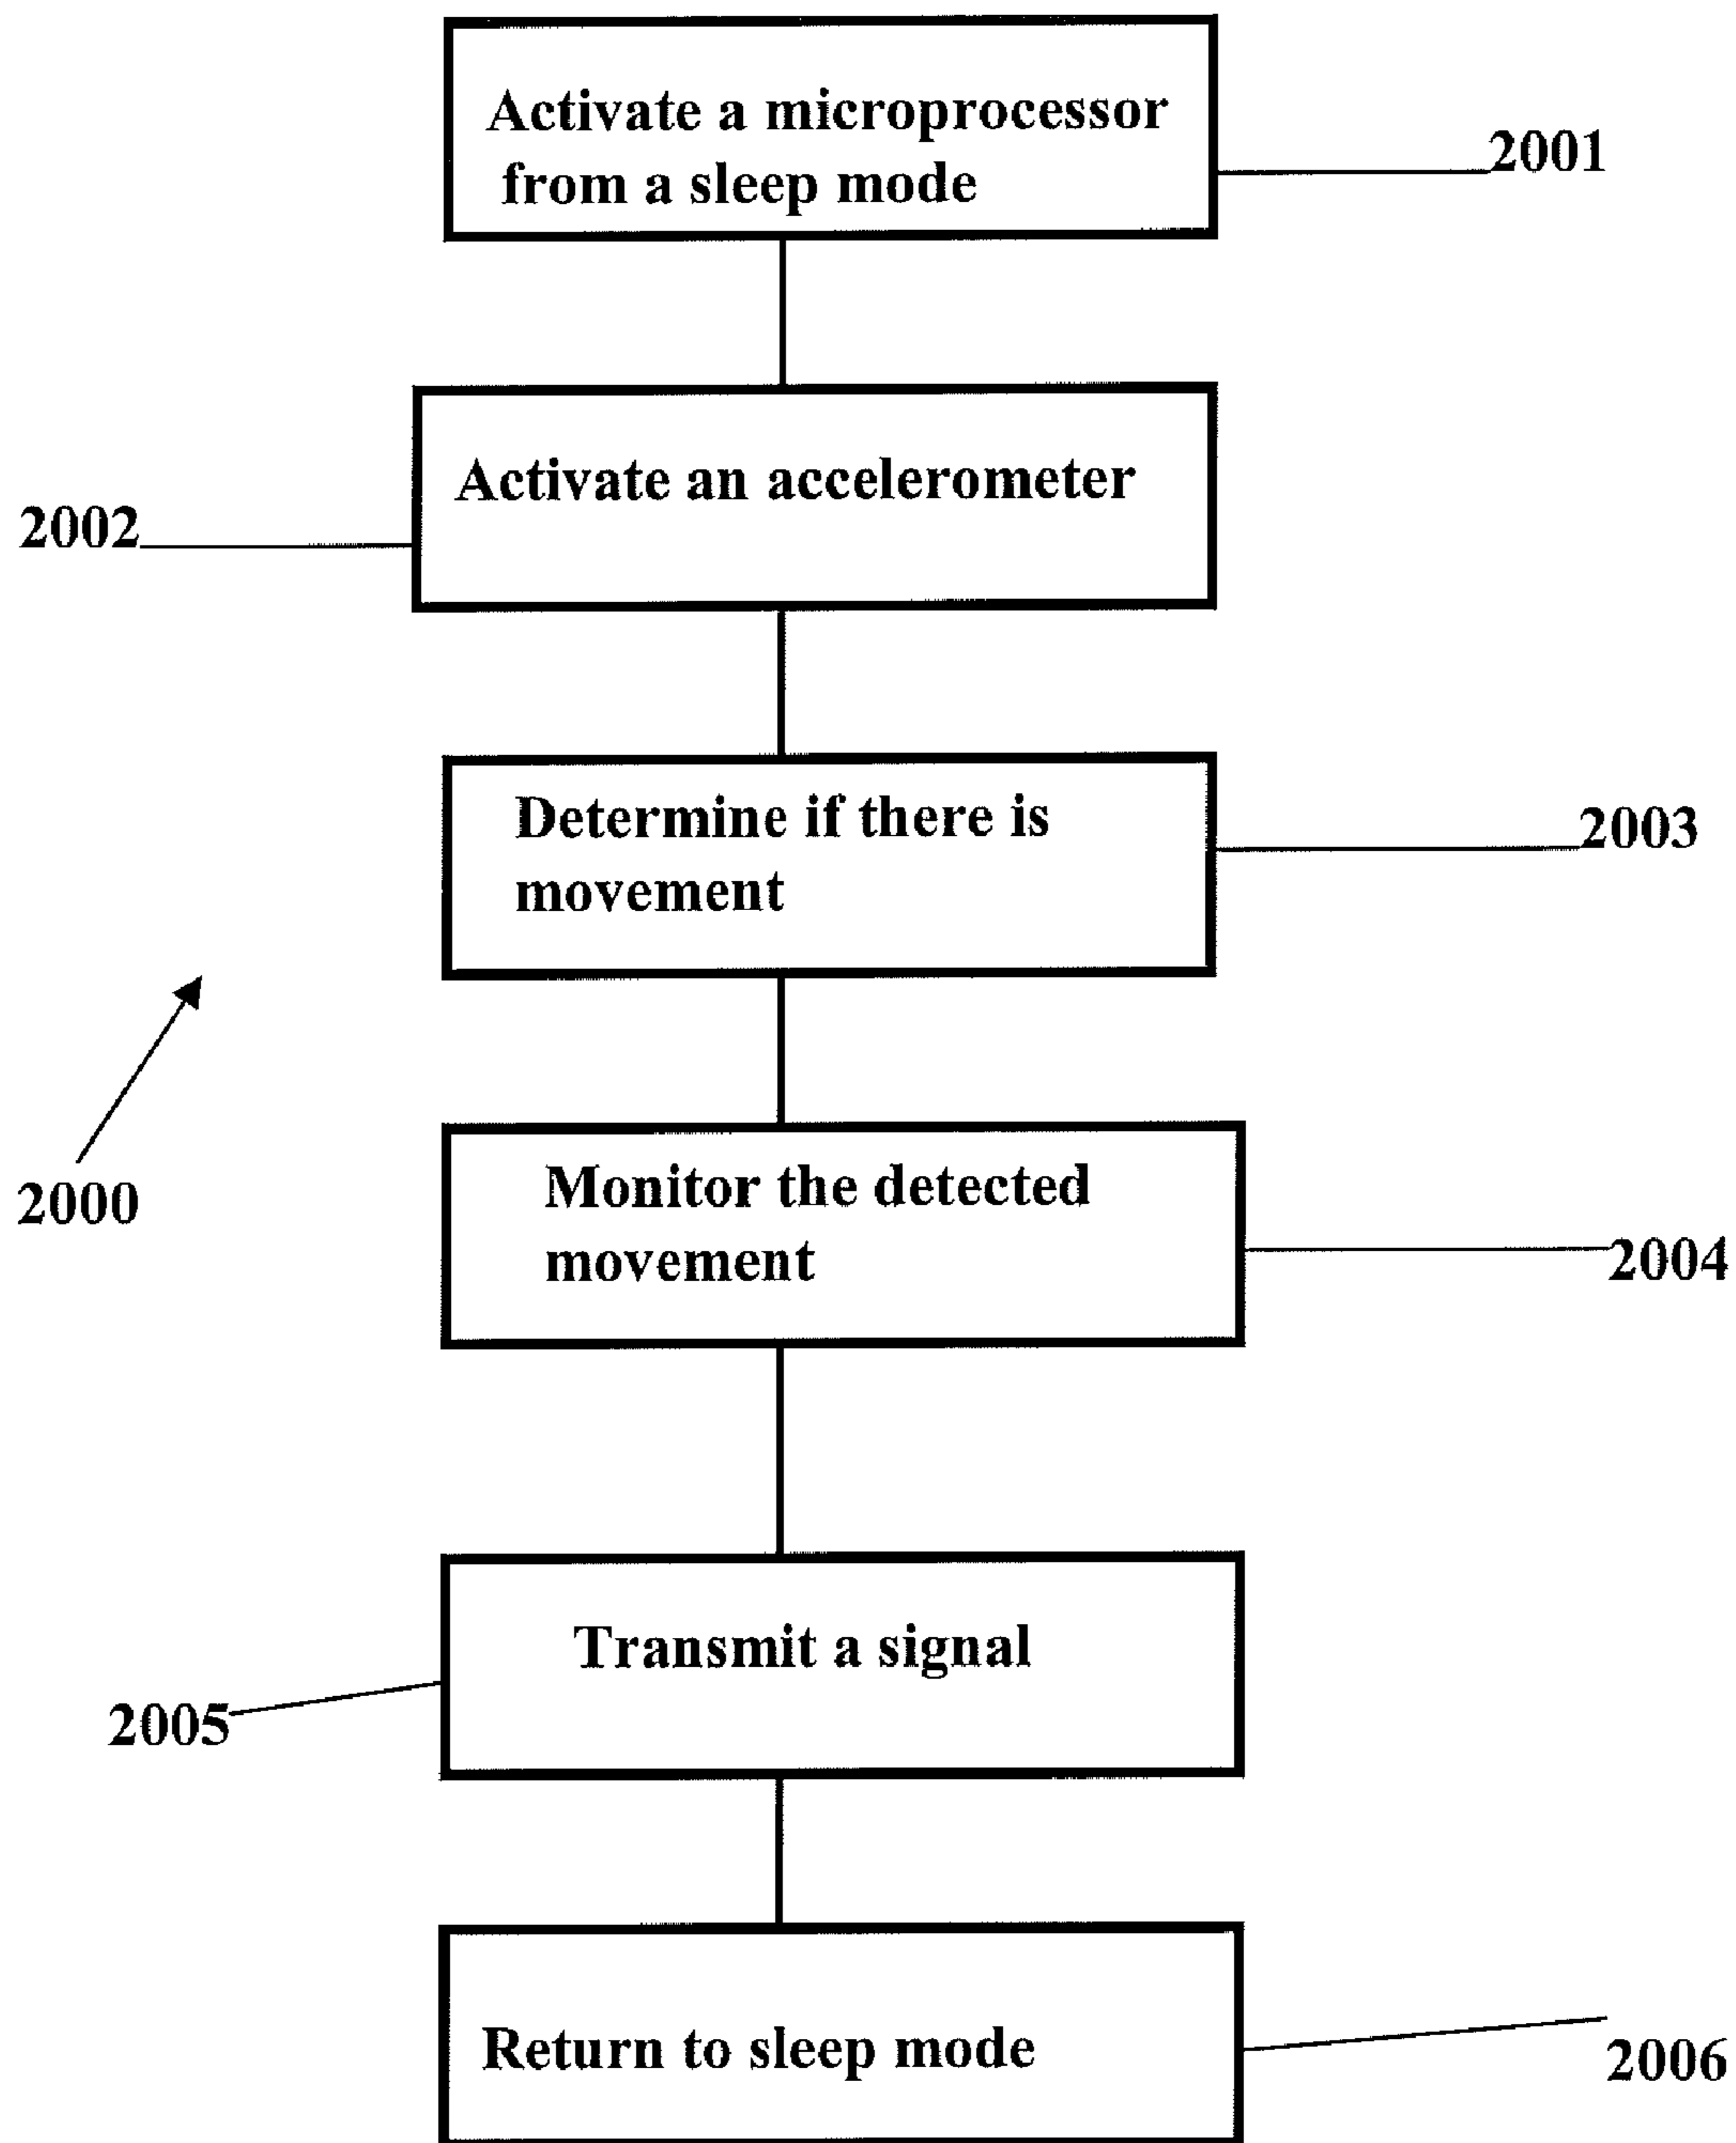 Activate a microprocessor
from a sleep mode
2001
Activate an accelerometer
2002
Determine if there is
movement
2003
2000
Monitor the detected
movement
2004
Transmit a signal
2005
Return to sleep mode
2006